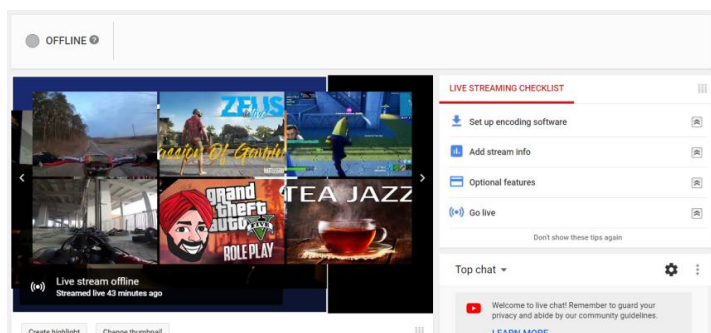 OFFLINE
LIVE STREAMING CHECKLIST
Set up encoding software
Add stream info
Optional features
Go live
Don't show these tips again
ZEUS
assion Of Gaming
grand
theft
auto V
ROLEPLAY
TEA JAZZ
Live stream offline
Streamed live 43 minutes ago
Top chat
Welcome to live chat! Remember to guard your
privacy and abide by our community guidelines.
LEARN MORE
Create highlight
Change thumbnail